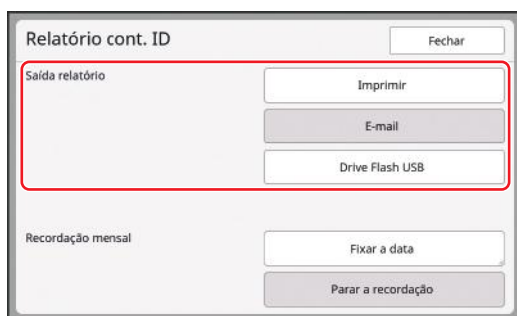 Relatório cont. ID
Fechar
Saída relatório
Imprimir
E-mail
Drive Flash USB
Recordação mensal
Fixar a data
Parar a recordação